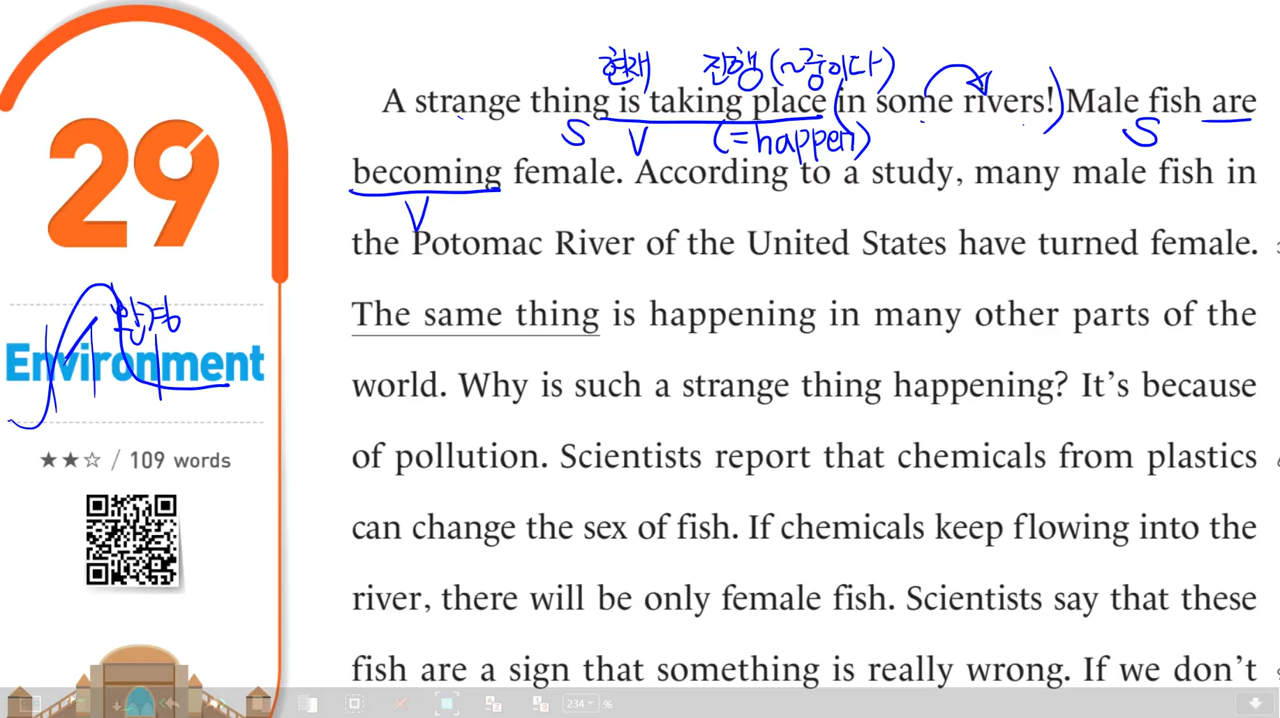 29
환경
Environment
★★☆ / 109 words
현재 진행 (~중이다)
A strange thing is taking place (in some rivers!) Male fish are
S V (=happen) S
becoming female. According to a study, many male fish in
V
the Potomac River of the United States have turned female.
The same thing is happening in many other parts of the
world. Why is such a strange thing happening? It's because
of pollution. Scientists report that chemicals from plastics
can change the sex of fish. If chemicals keep flowing into the
river, there will be only female fish. Scientists say that these
fish are a sign that something is really wrong. If we don't
234 %